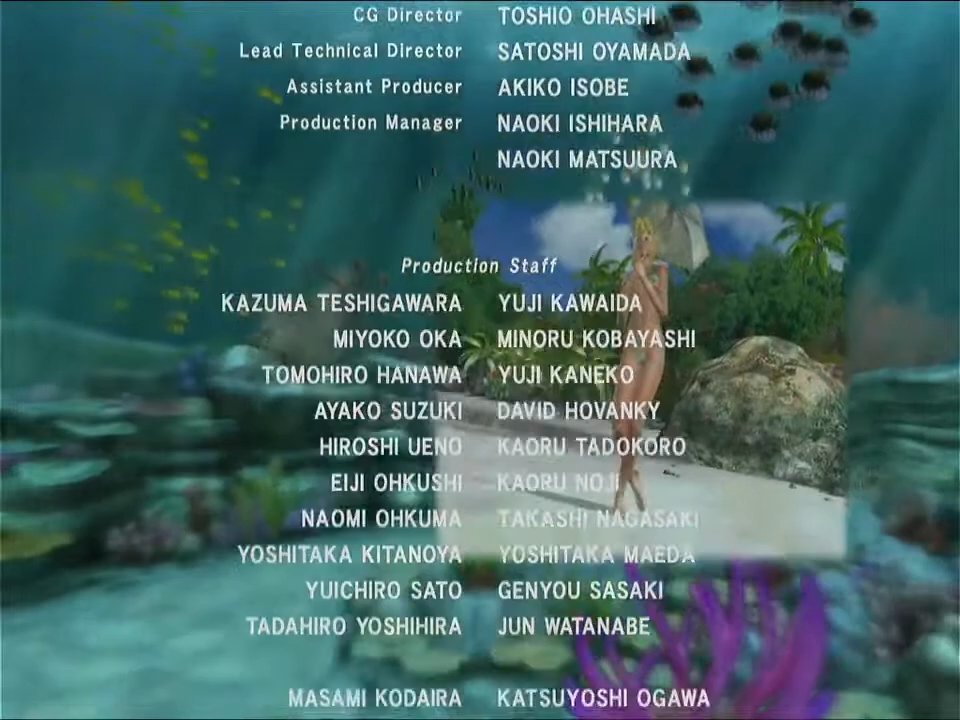 CG Director TOSHIO OHASHI
Lead Technical Director SATOSHI OYAMADA
Assistant Producer AKIKO ISOBE
Production Manager NAOKI ISHIHARA
NAOKI MATSUURA
Production Staff
KAZUMA TESHIGAWARA YUJI KAWAIDA
MIYOKO OKA MINORU KOBAYASHI
TOMOHIRO HANAWA YUJI KANEKO
AYAKO SUZUKI DAVID HOVANKY
HIROSHI UENO KAORU TADOKORO
EIJI OHKUSHI KAORU NOJI
NAOMI OHKUMA TAKASHI NAGASAKI
YOSHITAKA KITANOYA YOSHITAKA MAEDA
YUICHIRO SATO GENYOU SASAKI
TADAHIRO YOSHIHIRA JUN WATANABE
MASAMI KODAIRA KATSUYOSHI OGAWA